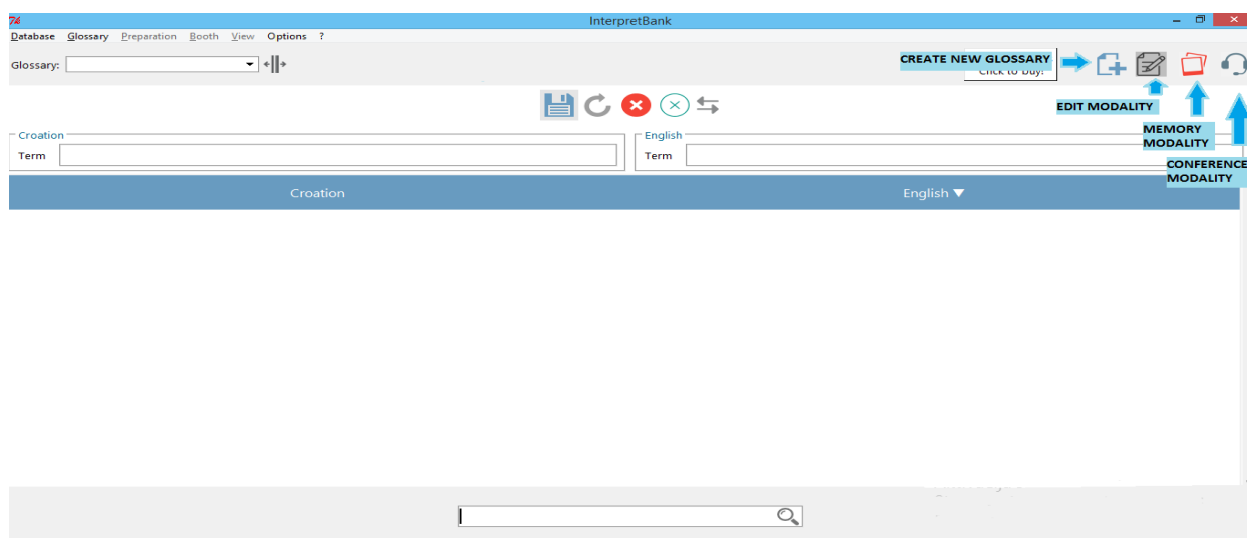 InterpretBank
Database Glossary Preparation Booth View Options ?
Glossary:
CREATE NEW GLOSSARY
Click to buy!
EDIT MODALITY
MEMORY
MODALITY
CONFERENCE
MODALITY
Croation
Term
English
Term
Croation English ▼